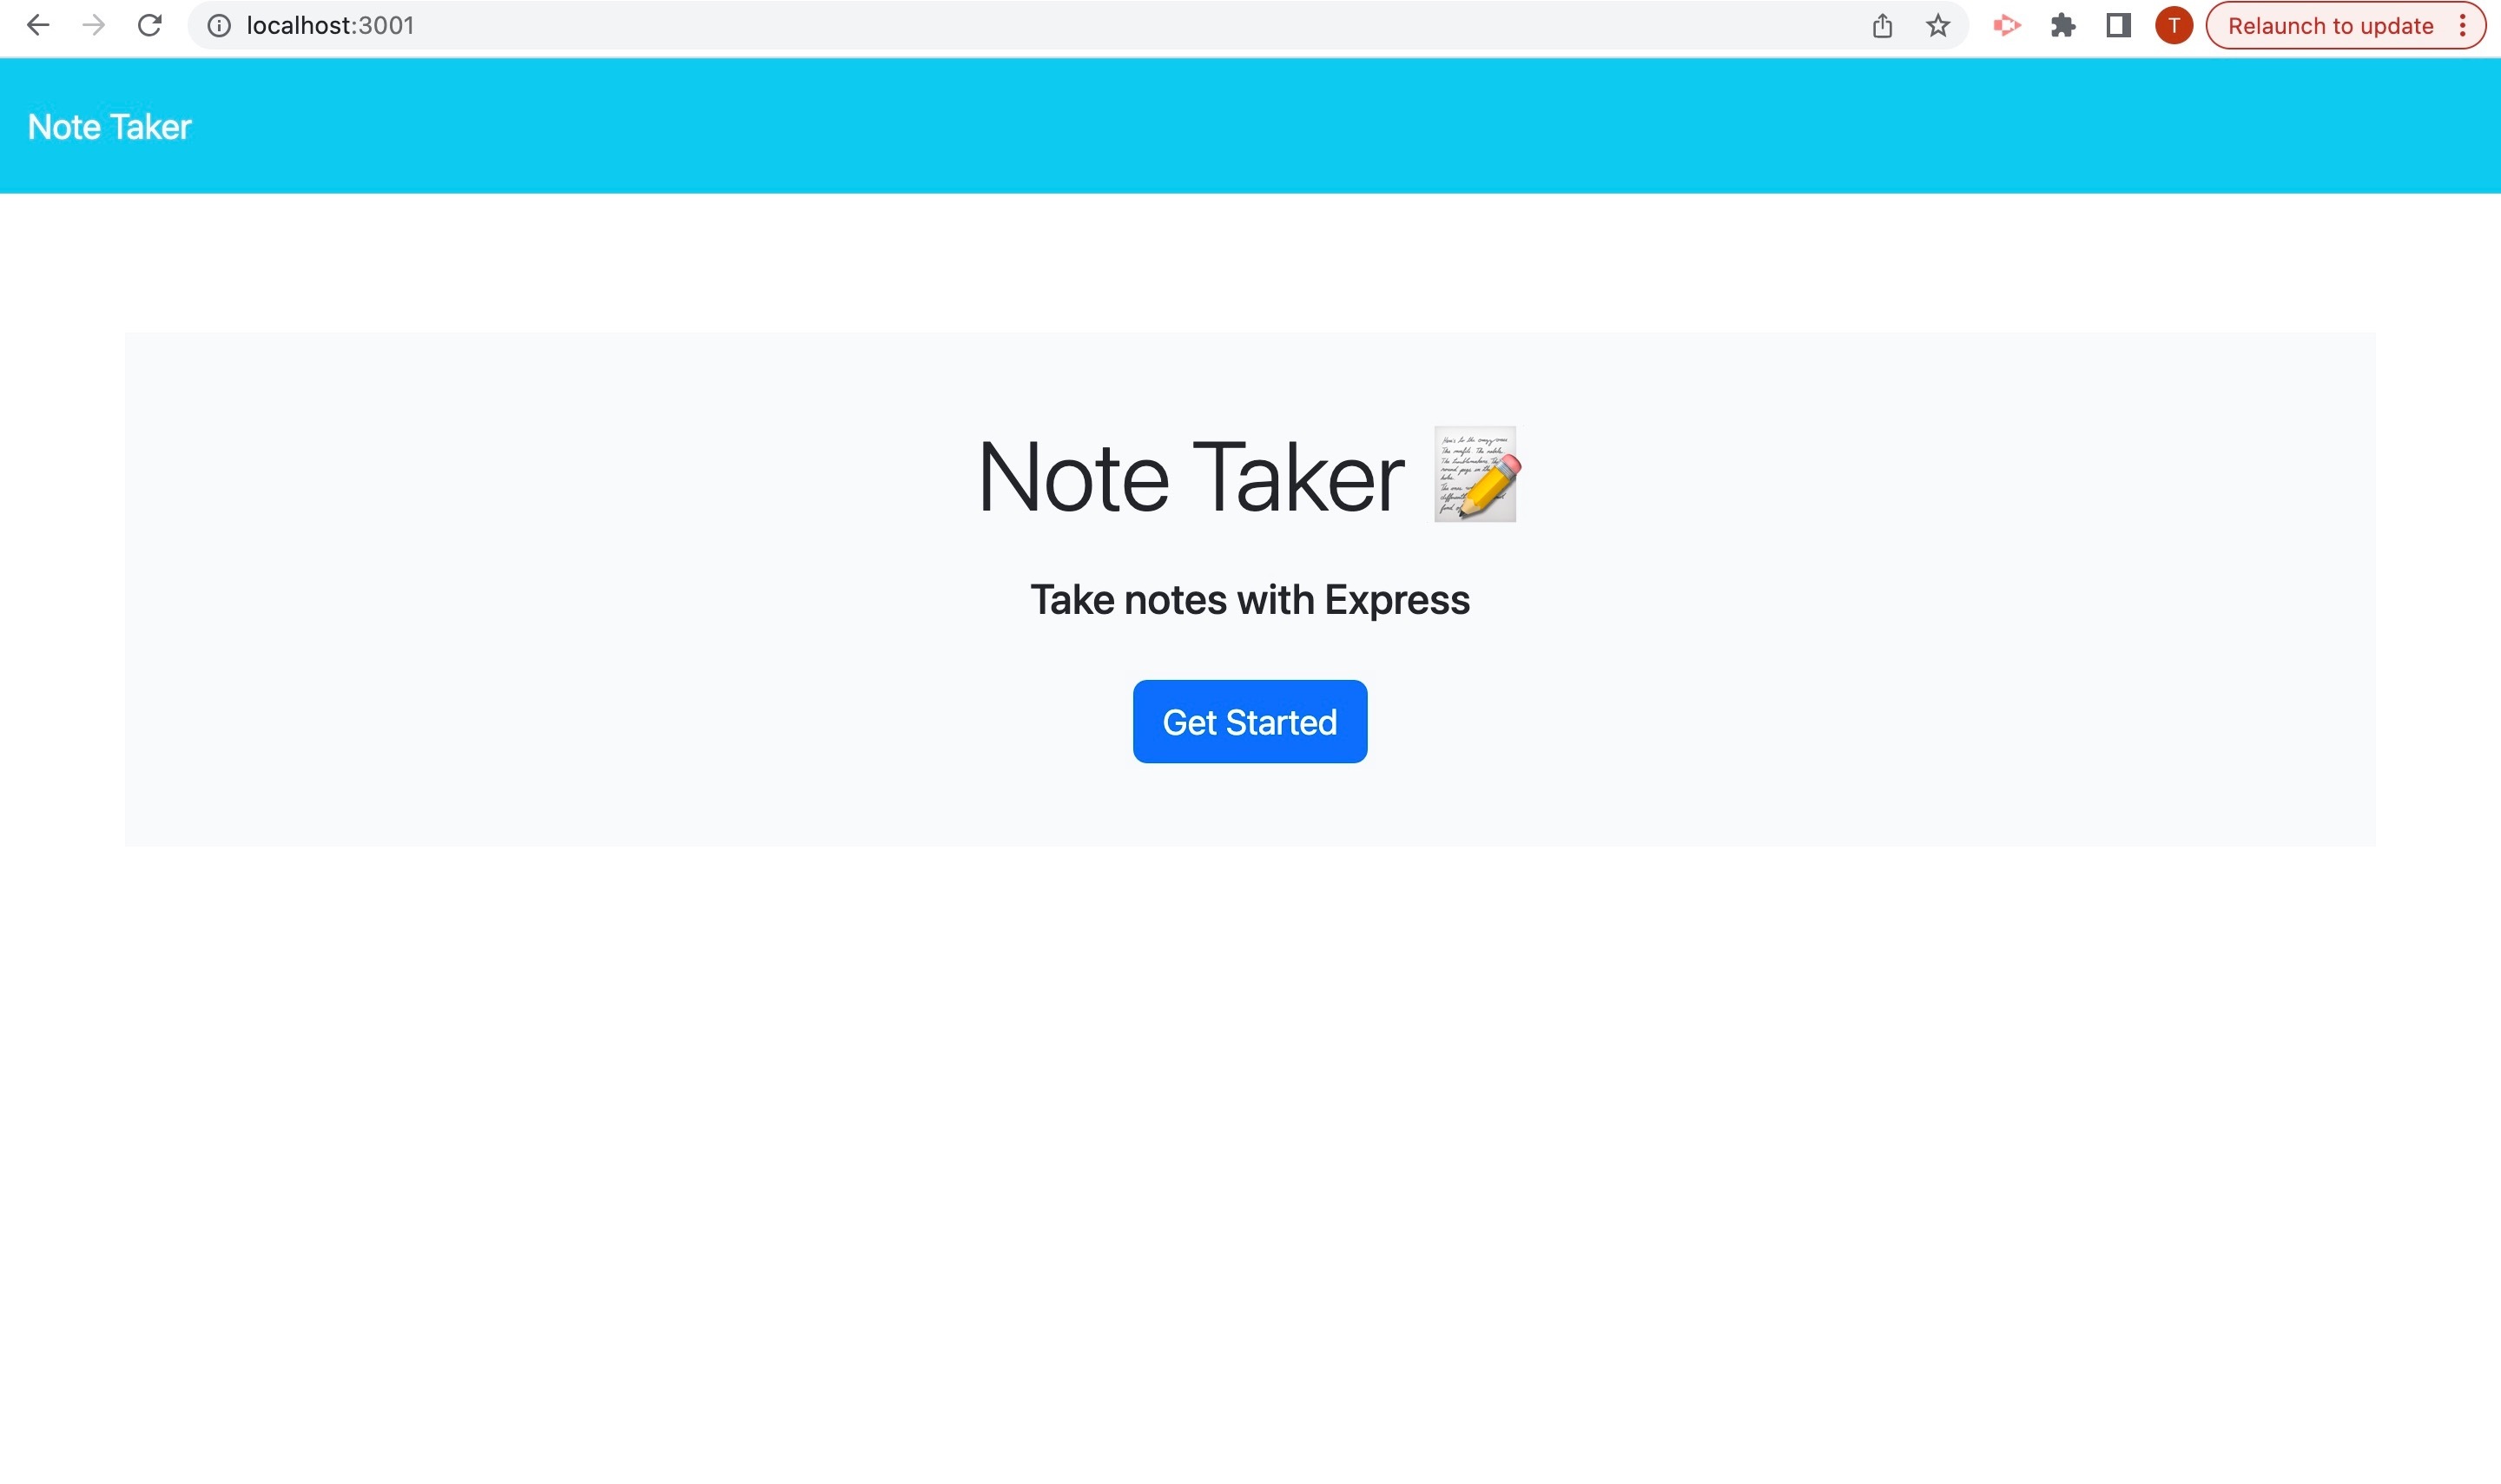 localhost:3001
T
Relaunch to update
Note Taker
Note Taker 📝
Take notes with Express
Get Started